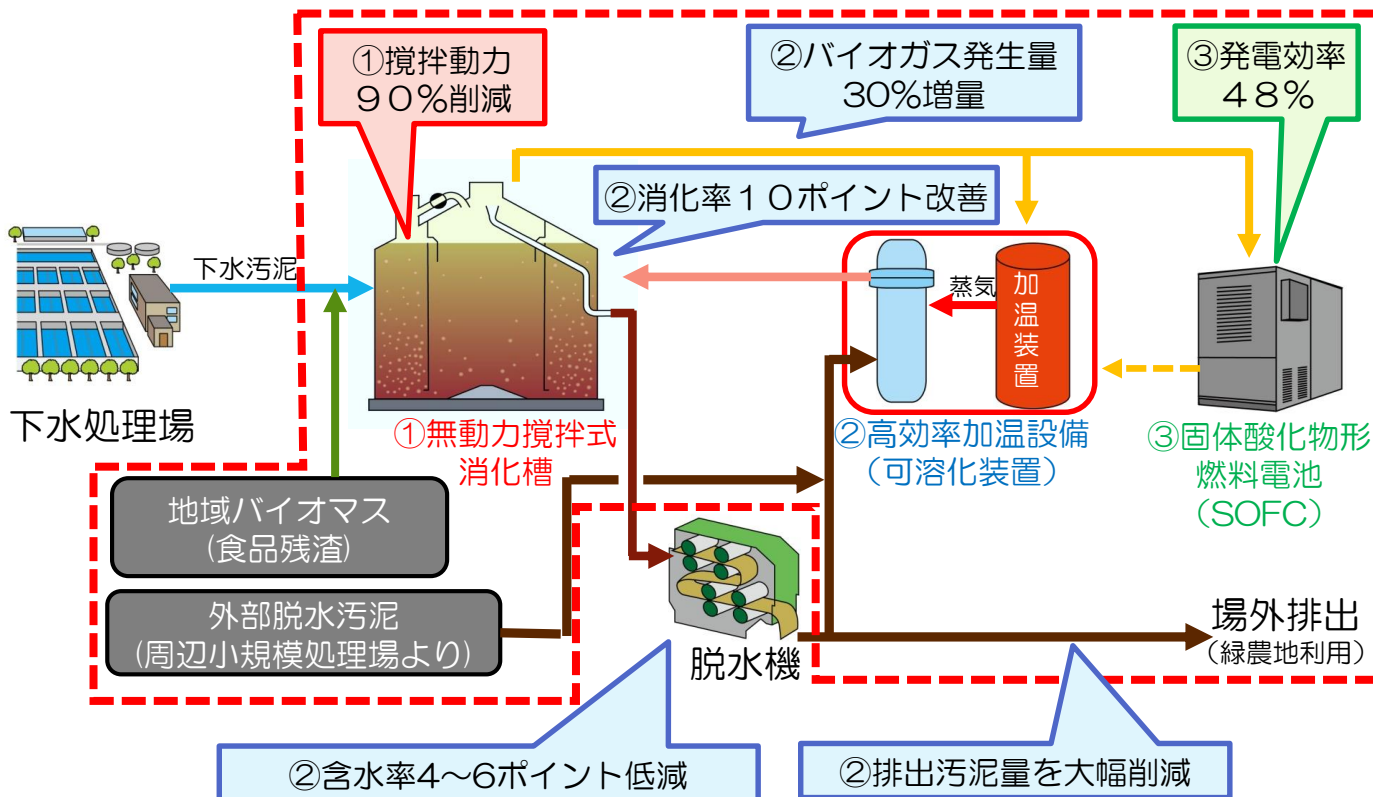 ①攪拌動力
９０％削減
②バイオガス発生量
30％増量
③発電効率
４８％
②消化率１０ポイント改善
下水汚泥
蒸気
加温装置
下水処理場
①無動力攪拌式
消化槽
②高効率加温設備
（可溶化装置）
③固体酸化物形
燃料電池
（SOFC）
地域バイオマス
(食品残渣)
外部脱水汚泥
(周辺小規模処理場より)
脱水機
場外排出
（緑農地利用）
②含水率4～6ポイント低減
②排出汚泥量を大幅削減